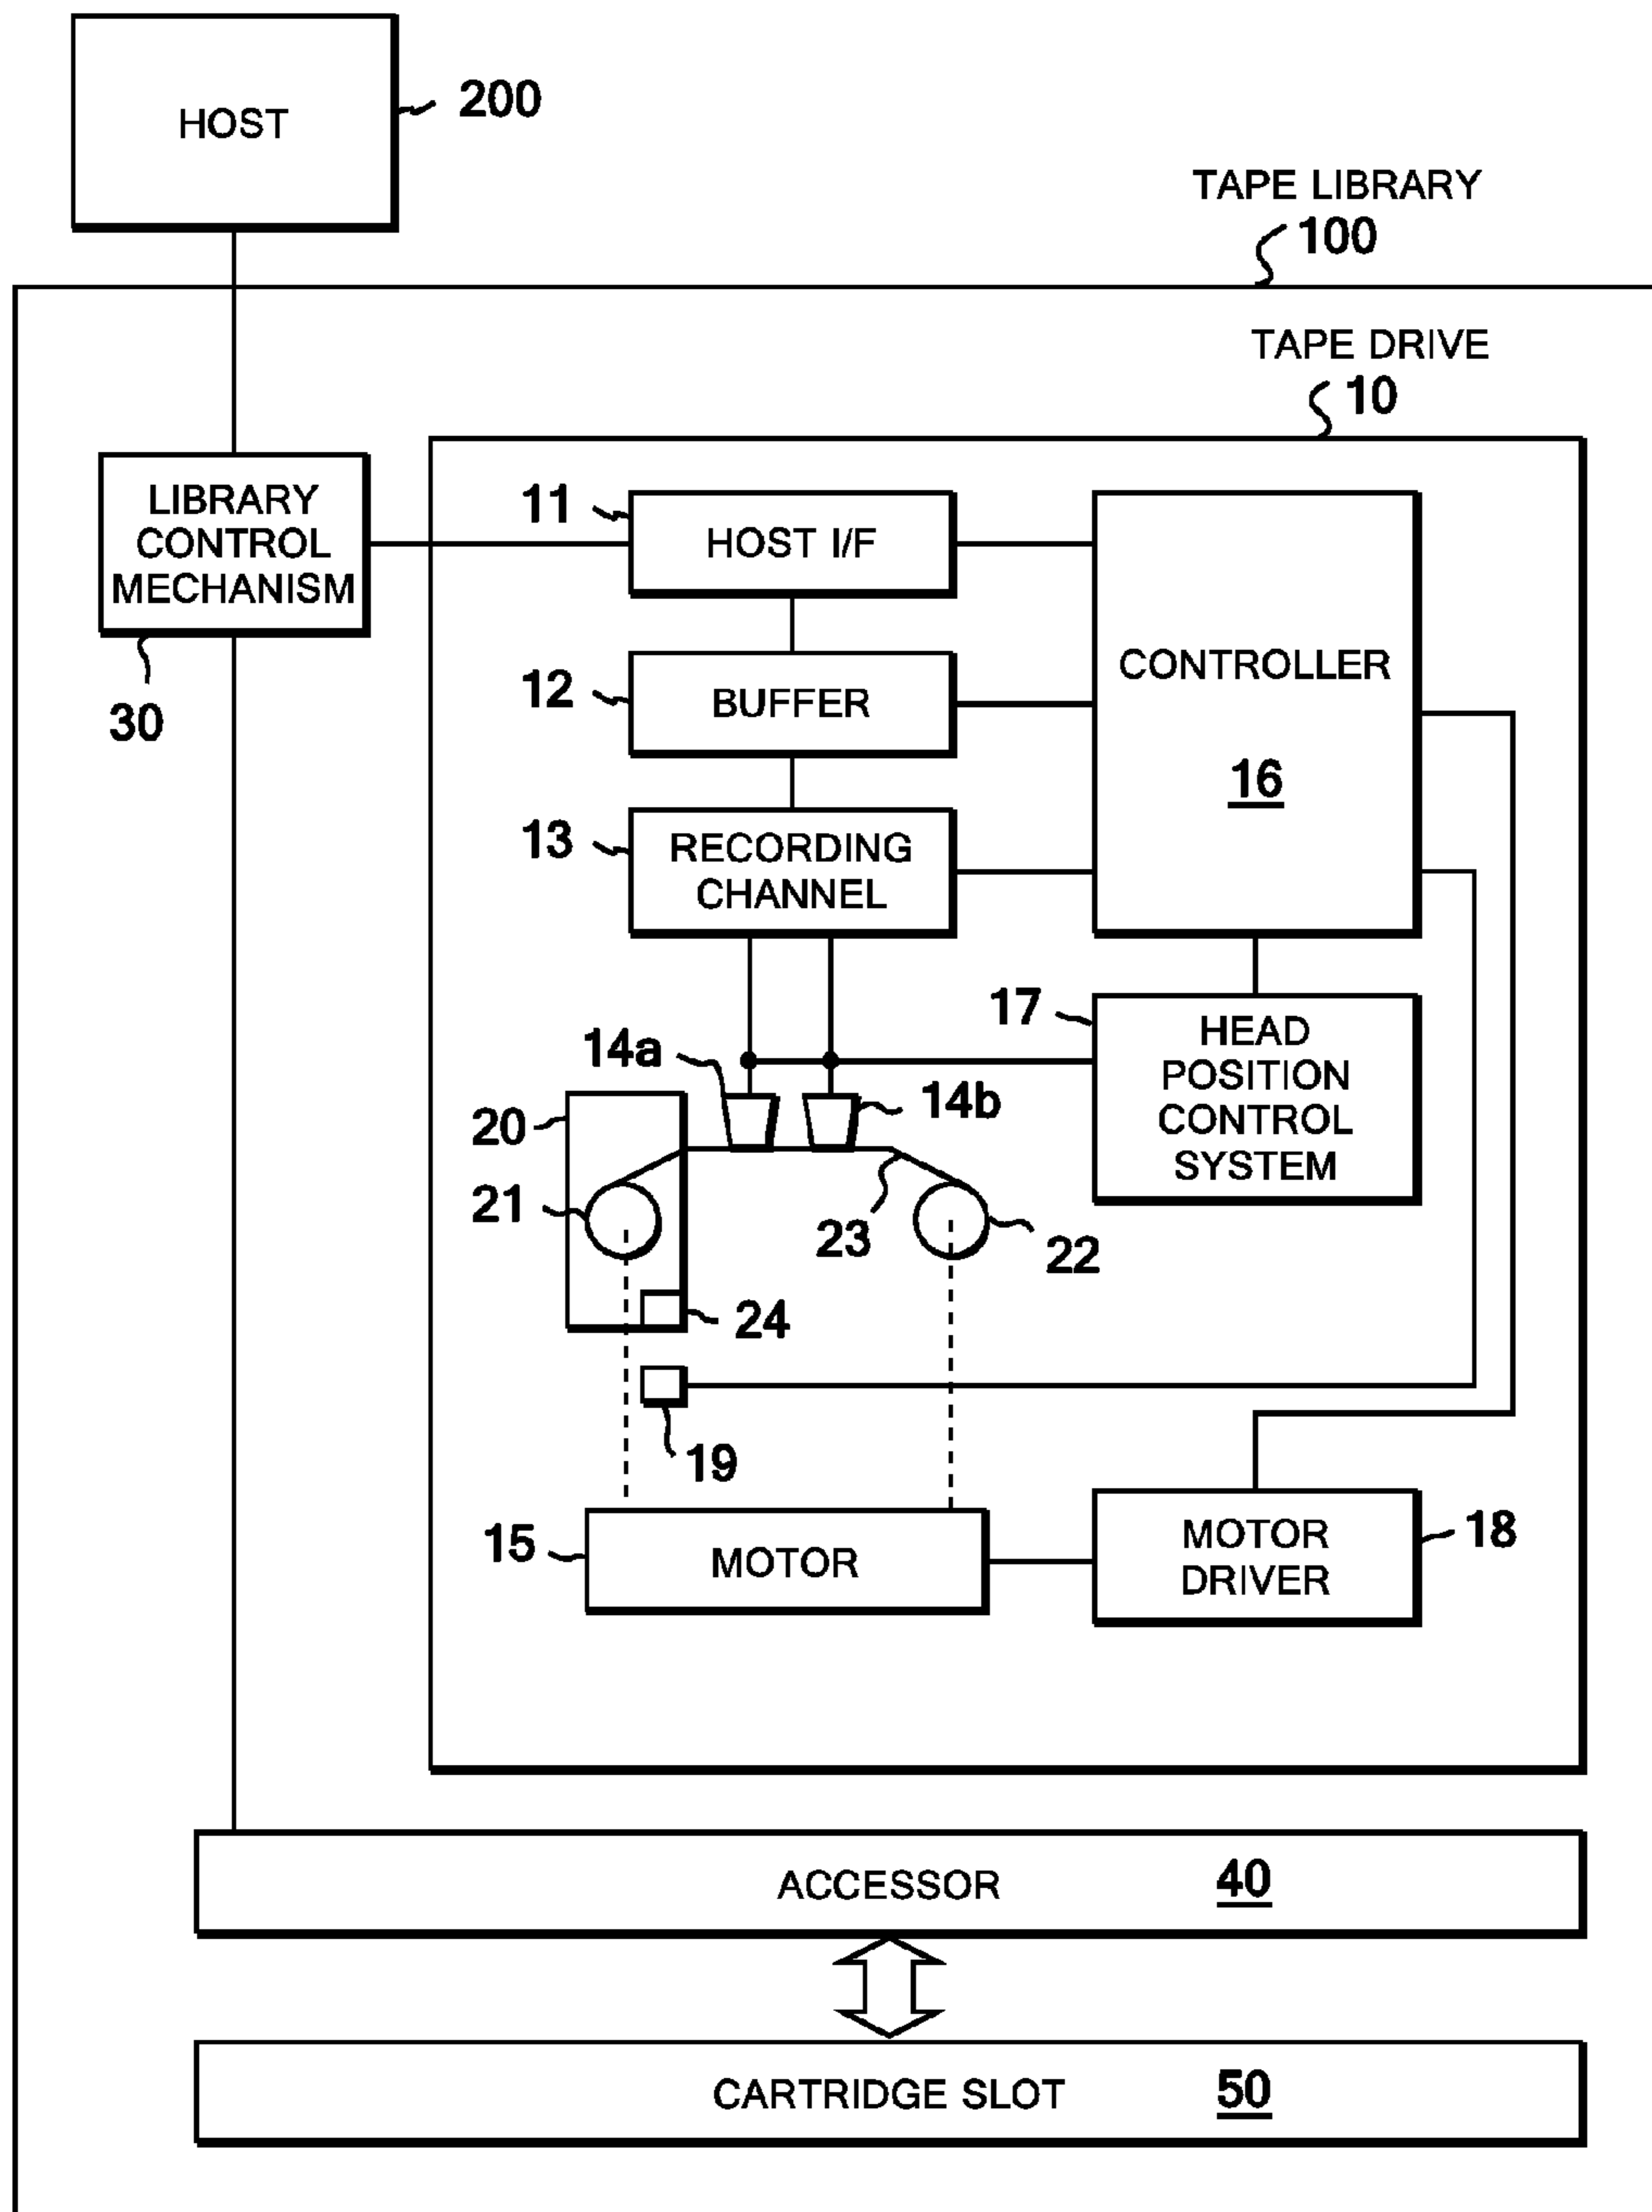 HOST
200
TAPE LIBRARY
100
TAPE DRIVE
10
LIBRARY
CONTROL
MECHANISM
30
11
HOST I/F
12
BUFFER
13
RECORDING
CHANNEL
CONTROLLER
16
17
HEAD
POSITION
CONTROL
SYSTEM
14a
14b
20
21
23
22
24
19
15
MOTOR
MOTOR
DRIVER
18
ACCESSOR
40
CARTRIDGE SLOT
50